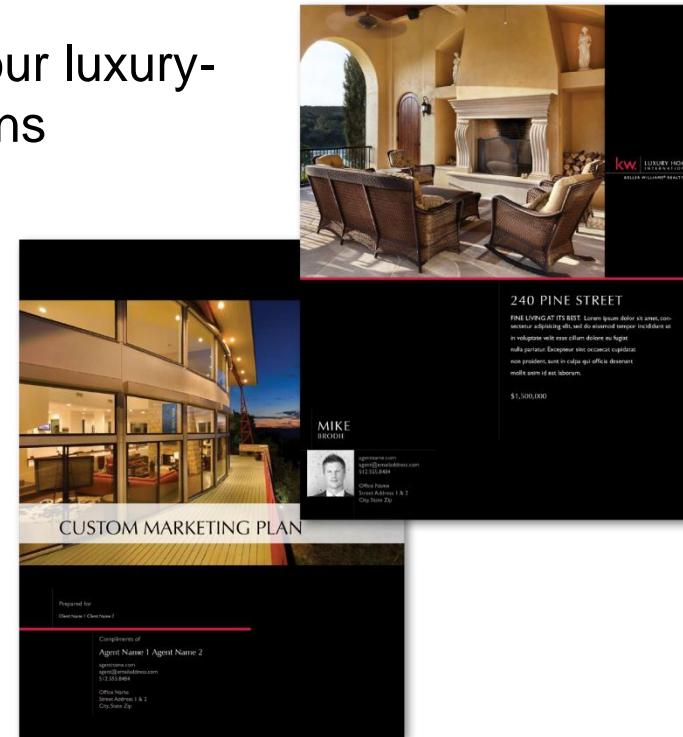 our luxury-
ns
kw. LUXURY HO
INTERNATION
KELLER WILLIAMS® REALTY
240 PINE STREET
FINE LIVING AT ITS BEST. Lorem ipsum dolor sit amet, con-
sectetur adipisicing elit, sed do eiusmod tempor incididunt ut
in voluptate velit esse cillum dolore eu fugiat
nulla pariatur. Excepteur sint occaecat cupidatat
non proident, sunt in culpa qui officia deserunt
mollit anim id est laborum.
$1,500,000
MIKE
BRODIE
agentname.com
agent@emailaddress.com
512.555.8484
Office Name
Street Address 1 & 2
City, State Zip
CUSTOM MARKETING PLAN
Prepared for
Client Name 1 Client Name 2
Compliments of
Agent Name 1 Agent Name 2
agentname.com
agent@emailaddress.com
512.555.8484
Office Name
Street Address 1 & 2
City, State Zip